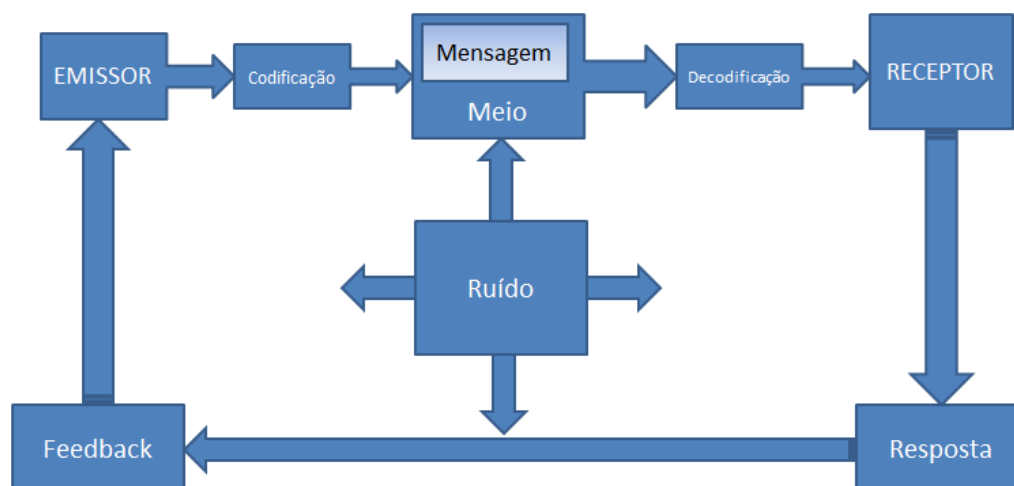 EMISSOR
Codificação
Mensagem
Meio
Decodificação
RECEPTOR
Ruído
Feedback
Resposta